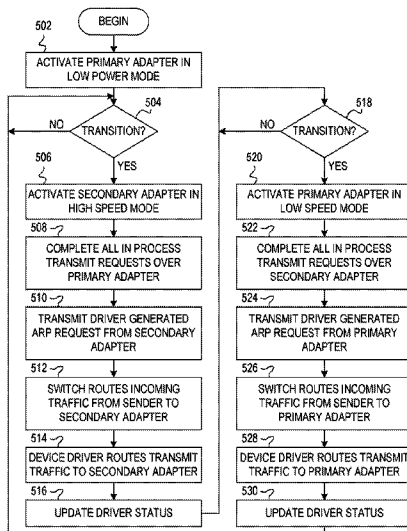 BEGIN
502
ACTIVATE PRIMARY ADAPTER IN
LOW POWER MODE
504
NO
TRANSITION?
YES
506
ACTIVATE SECONDARY ADAPTER IN
HIGH SPEED MODE
508
COMPLETE ALL IN PROCESS
TRANSMIT REQUESTS OVER
PRIMARY ADAPTER
510
TRANSMIT DRIVER GENERATED
ARP REQUEST FROM SECONDARY
ADAPTER
512
SWITCH ROUTES INCOMING
TRAFFIC FROM SENDER TO
SECONDARY ADAPTER
514
DEVICE DRIVER ROUTES TRANSMIT
TRAFFIC TO SECONDARY ADAPTER
516
UPDATE DRIVER STATUS
518
NO
TRANSITION?
YES
520
ACTIVATE PRIMARY ADAPTER IN
LOW SPEED MODE
522
COMPLETE ALL IN PROCESS
TRANSMIT REQUESTS OVER
SECONDARY ADAPTER
524
TRANSMIT DRIVER GENERATED
ARP REQUEST FROM PRIMARY
ADAPTER
526
SWITCH ROUTES INCOMING
TRAFFIC FROM SENDER TO
PRIMARY ADAPTER
528
DEVICE DRIVER ROUTES TRANSMIT
TRAFFIC TO PRIMARY ADAPTER
530
UPDATE DRIVER STATUS